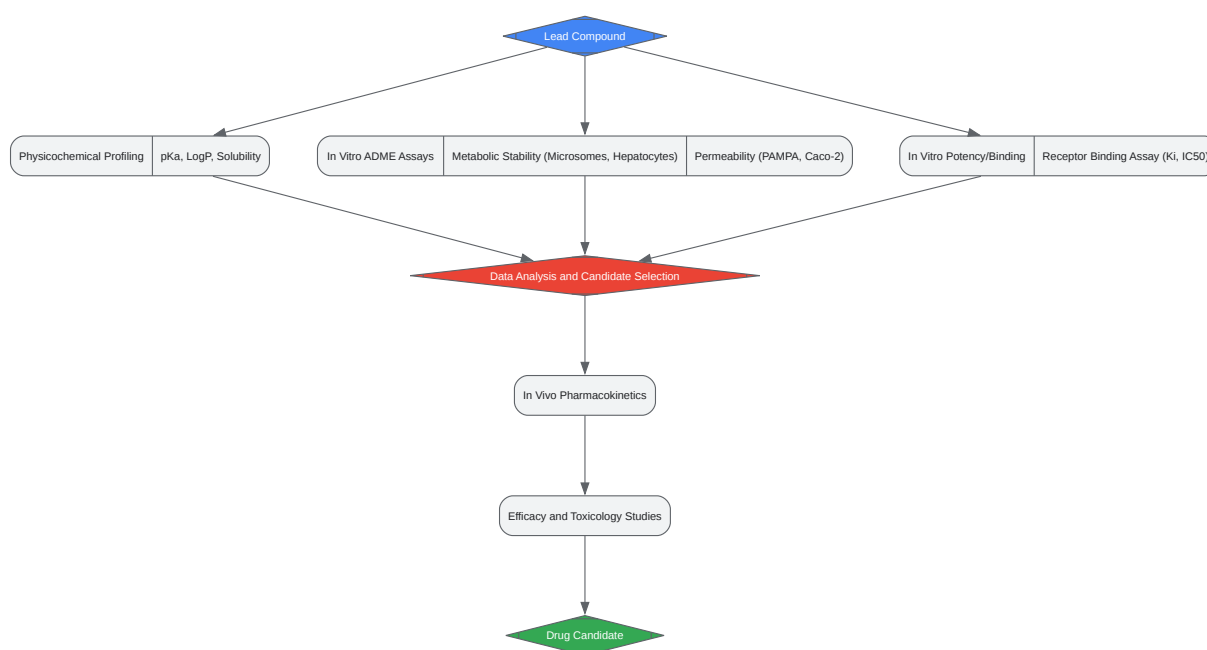 Lead Compound
Physicochemical Profiling
pKa, LogP, Solubility
In Vitro ADME Assays
Metabolic Stability (Microsomes, Hepatocytes)
Permeability (PAMPA, Caco-2)
In Vitro Potency/Binding
Receptor Binding Assay (Ki, IC50)
Data Analysis and Candidate Selection
In Vivo Pharmacokinetics
Efficacy and Toxicology Studies
Drug Candidate